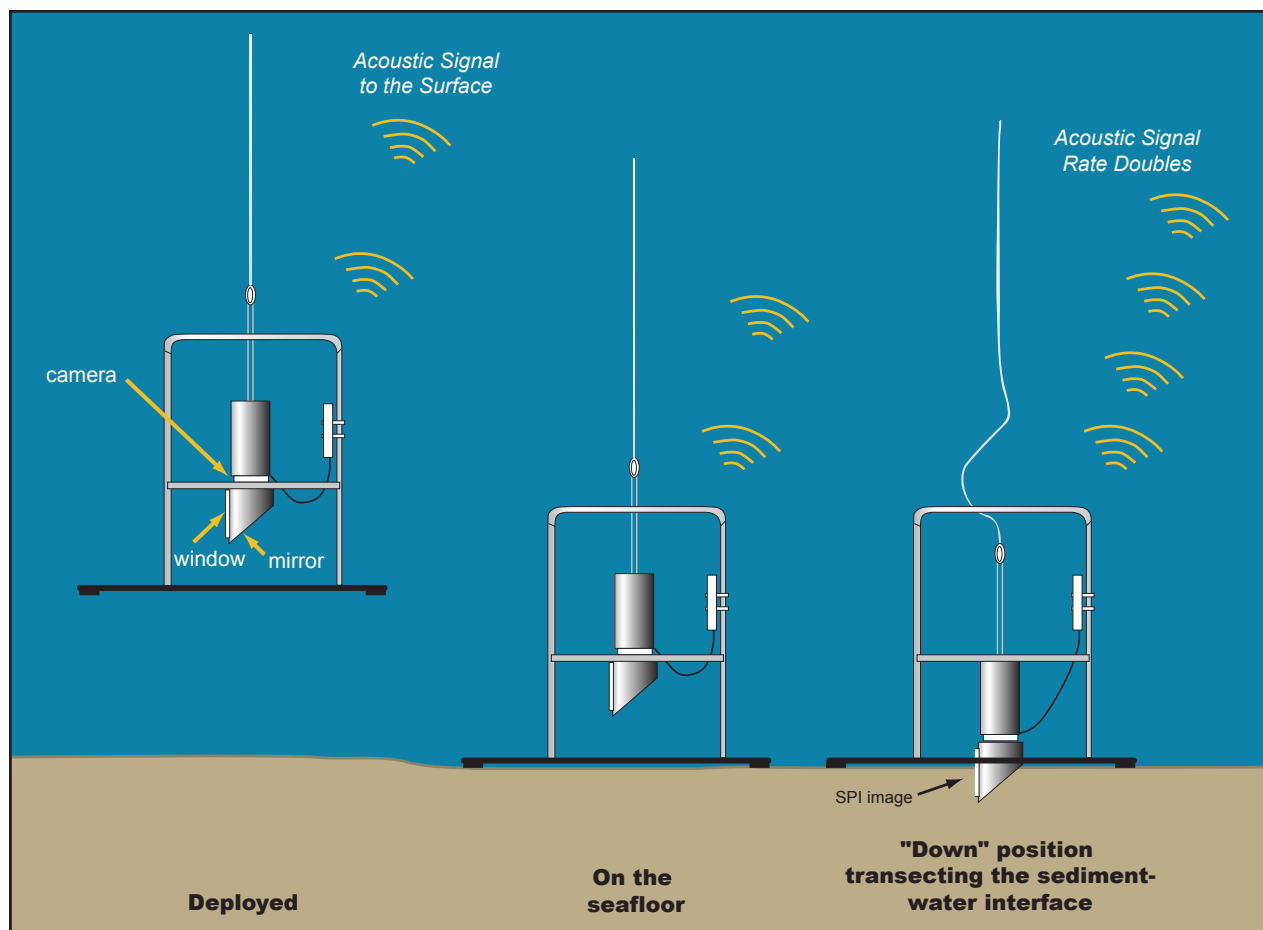 Acoustic Signal
to the Surface
Acoustic Signal
Rate Doubles
camera
window
mirror
SPI image
Deployed
On the
seafloor
"Down" position
transecting the sediment-
water interface